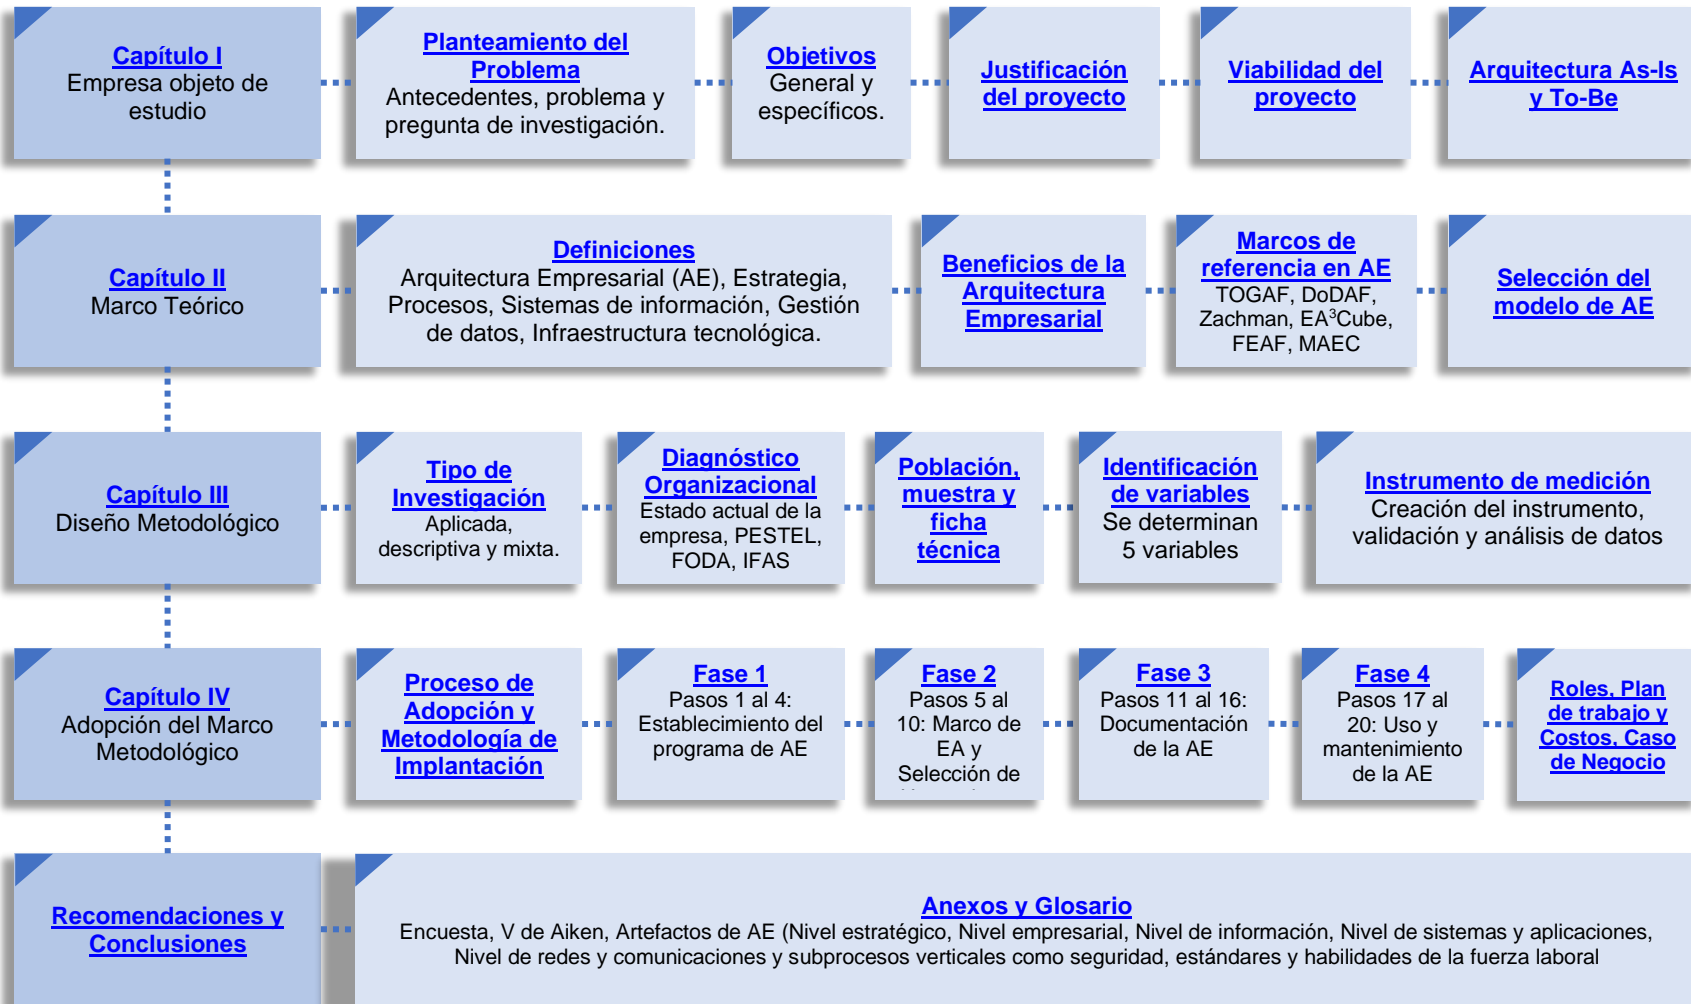 Capítulo I
Empresa objeto de
estudio
Planteamiento del
Problema
Antecedentes, problema y
pregunta de investigación.
Objetivos
General y
específicos.
Justificación
del proyecto
Viabilidad del
proyecto
Arquitectura As-Is
y To-Be
Capítulo II
Marco Teórico
Definiciones
Arquitectura Empresarial (AE), Estrategia,
Procesos, Sistemas de información, Gestión
de datos, Infraestructura tecnológica.
Beneficios de la
Arquitectura
Empresarial
Marcos de
referencia en AE
TOGAF, DoDAF,
Zachman, EA³Cube,
FEAF, MAEC
Selección del
modelo de AE
Capítulo III
Diseño Metodológico
Tipo de
Investigación
Aplicada,
descriptiva y mixta.
Diagnóstico
Organizacional
Estado actual de la
empresa, PESTEL,
FODA, IFAS
Población,
muestra y
ficha
técnica
Identificación
de variables
Se determinan
5 variables
Instrumento de medición
Creación del instrumento,
validación y análisis de datos
Capítulo IV
Adopción del Marco
Metodológico
Proceso de
Adopción y
Metodología de
Implantación
Fase 1
Pasos 1 al 4:
Establecimiento del
programa de AE
Fase 2
Pasos 5 al
10: Marco de
EA y
Selección de
Fase 3
Pasos 11 al 16:
Documentación
de la AE
Fase 4
Pasos 17 al
20: Uso y
mantenimiento
de la AE
Roles, Plan
de trabajo y
Costos, Caso
de Negocio
Recomendaciones y
Conclusiones
Anexos y Glosario
Encuesta, V de Aiken, Artefactos de AE (Nivel estratégico, Nivel empresarial, Nivel de información, Nivel de sistemas y aplicaciones,
Nivel de redes y comunicaciones y subprocesos verticales como seguridad, estándares y habilidades de la fuerza laboral